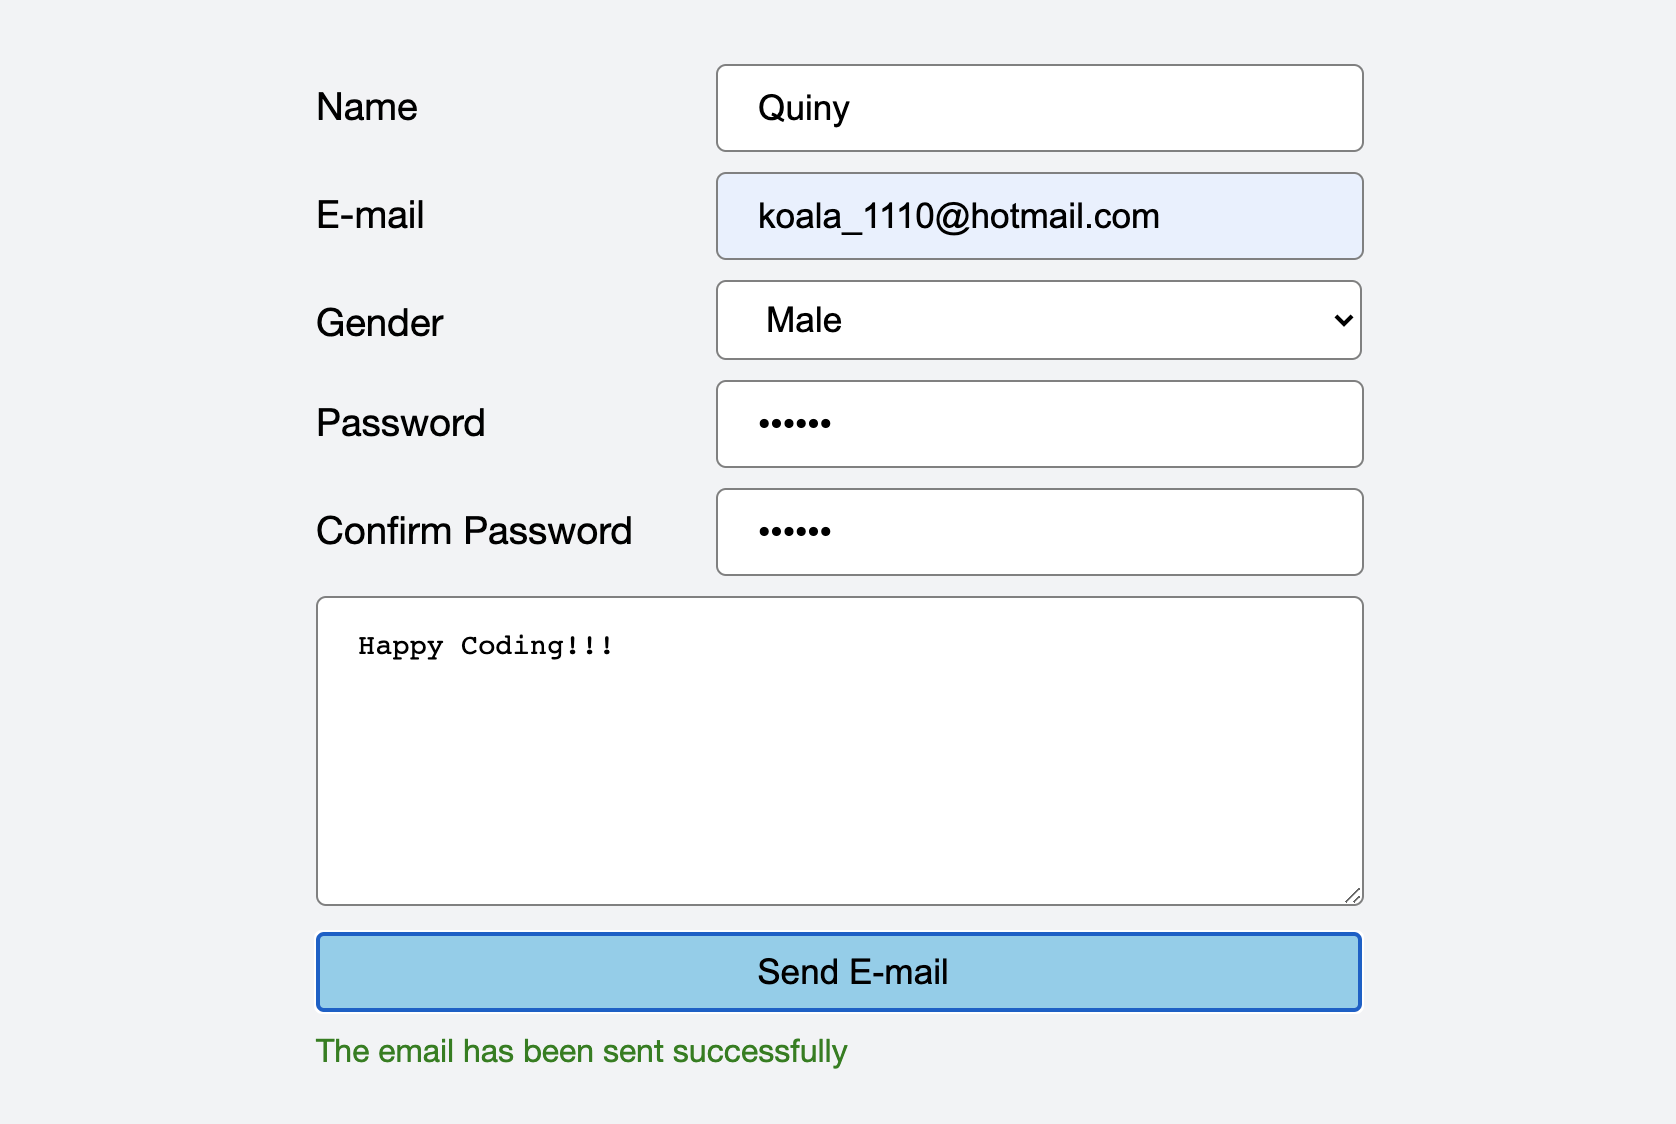 Name
Quiny
E-mail
koala_1110@hotmail.com
Gender
Male
Password
••••••
Confirm Password
••••••
Happy Coding!!!
Send E-mail
The email has been sent successfully